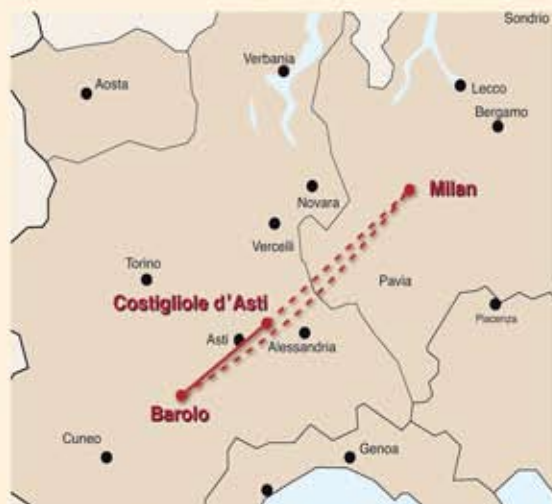 Sondrio
Verbania
Aosta
Lecco
Bergamo
Milan
Novara
Vercelli
Torino
Pavia
Costigliole d'Asti
Piacenza
Asti
Alessandria
Barolo
Cuneo
Genoa